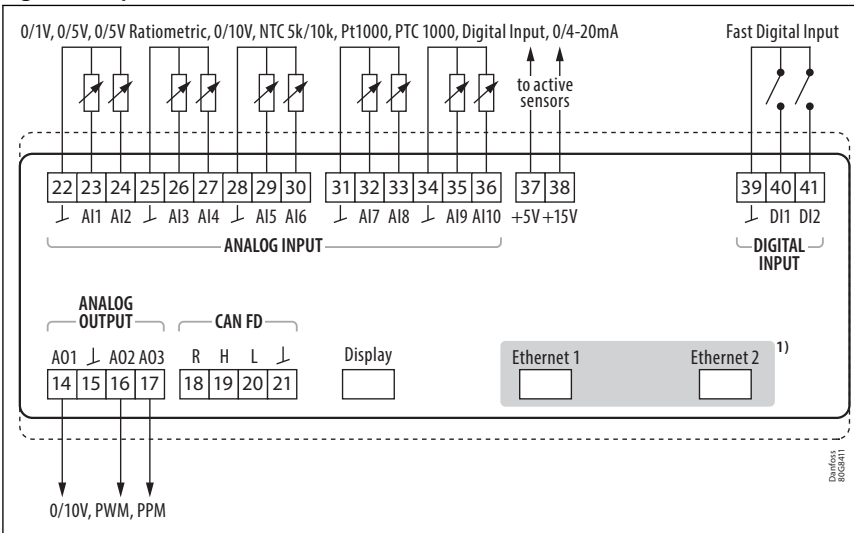 0/1V, 0/5V, 0/5V Ratiometric, 0/10V, NTC 5k/10k, Pt1000, PTC 1000, Digital Input, 0/4-20mA
Fast Digital Input
to active
sensors
22 23 24 25 26 27 28 29 30 31 32 33 34 35 36 37 38 39 40 41
AI1 AI2 AI3 AI4 AI5 AI6 AI7 AI8 AI9 AI10 +5V +15V DI1 DI2
ANALOG INPUT
DIGITAL
INPUT
ANALOG
OUTPUT
CAN FD
AO1 AO2 AO3 R H L
Display
Ethernet 1
Ethernet 2
1)
14 15 16 17 18 19 20 21
0/10V, PWM, PPM
Danfoss
80G8411